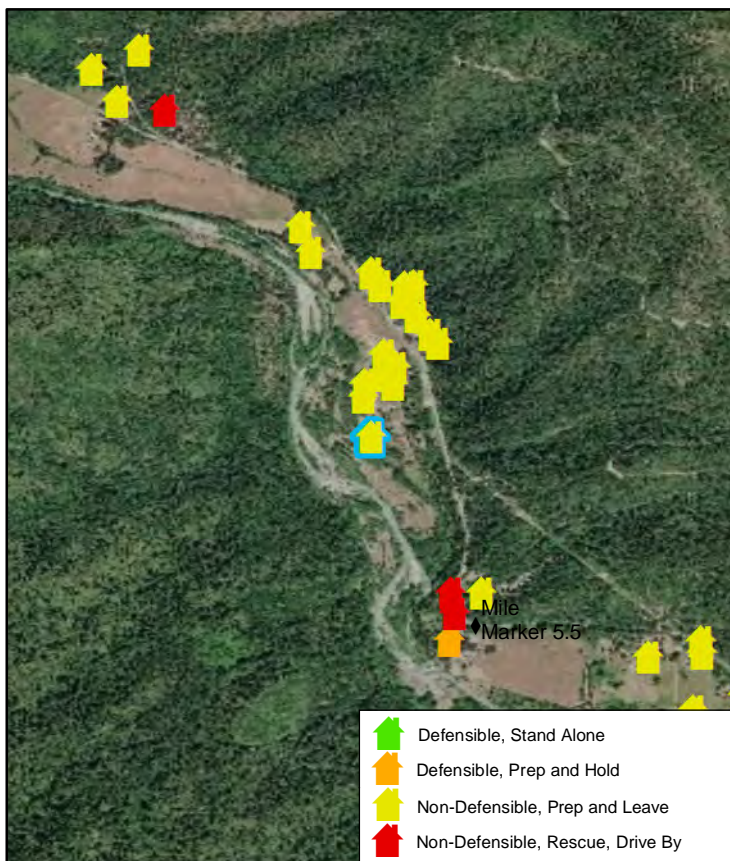 Mile
Marker 5.5
Defensible, Stand Alone
Defensible, Prep and Hold
Non-Defensible, Prep and Leave
Non-Defensible, Rescue, Drive By